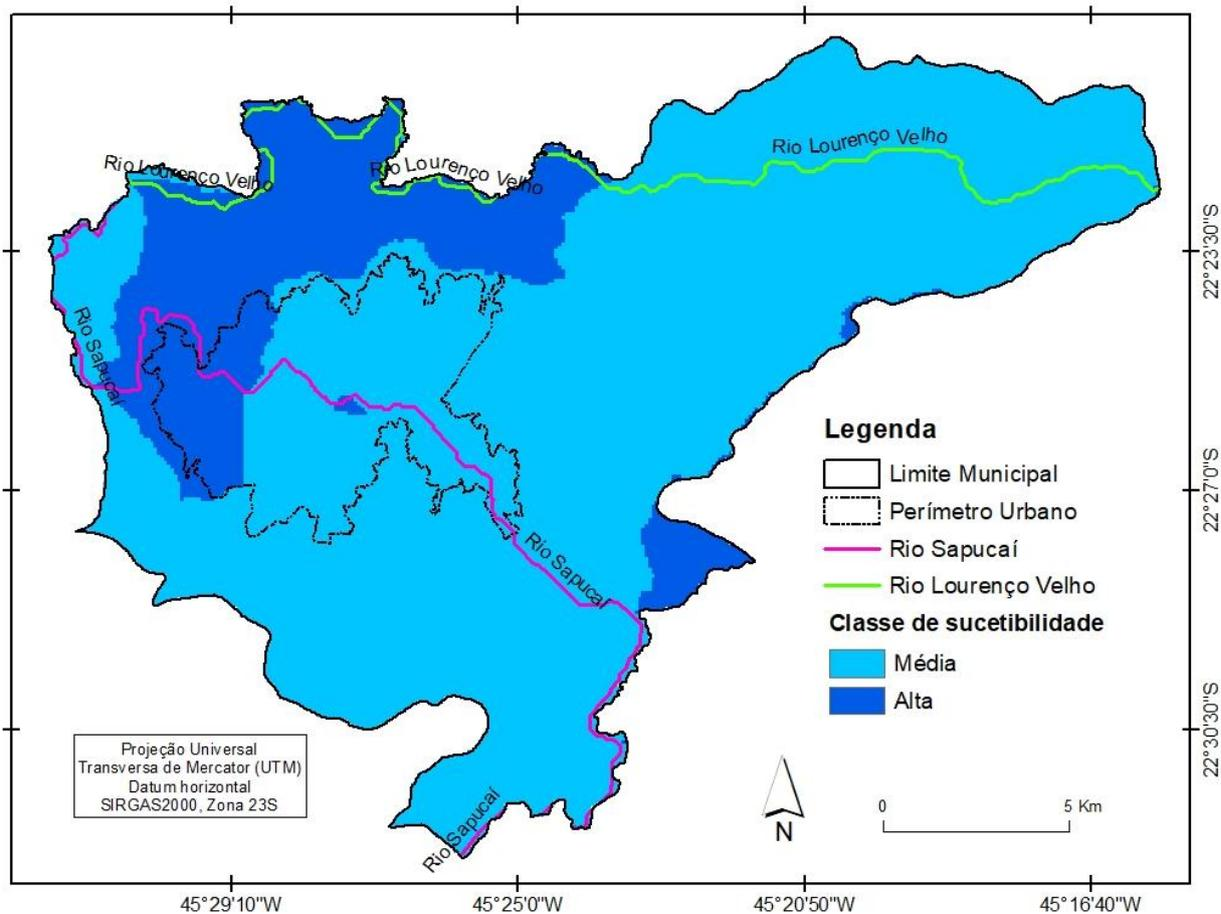 Rio Lourenço Velho
Rio Lourenço Velho
Rio Lourenço Velho
22°23'30"S
Rio Sapucaí
Legenda
Limite Municipal
22°27'0"S
Perímetro Urbano
Rio Sapucaí
Rio Sapucaí
Rio Lourenço Velho
Classe de sucetibilidade
Média
Alta
22°30'30"S
Projeção Universal
Transversa de Mercator (UTM)
Datum horizontal
SIRGAS2000, Zona 23S
Rio Sapucaí
N
0 5 Km
45°29'10"W 45°25'0"W 45°20'50"W 45°16'40"W